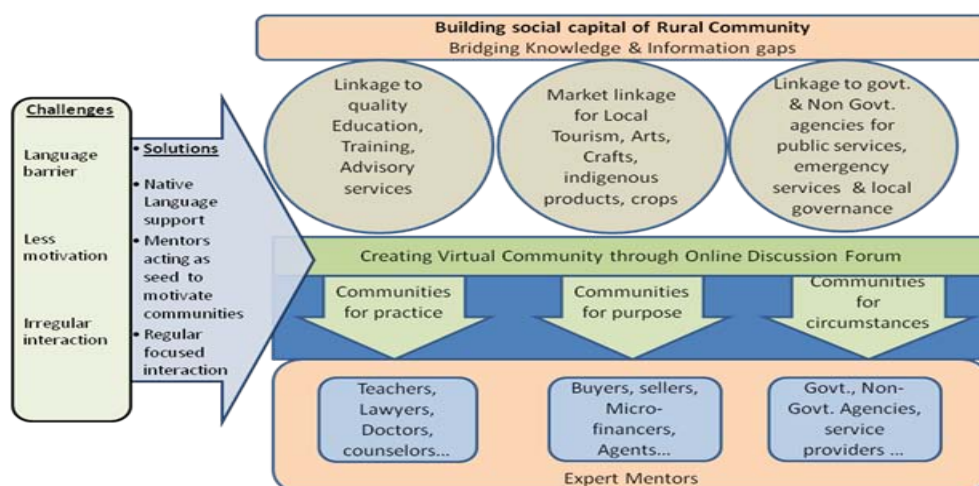 Building social capital of Rural Community
Bridging Knowledge & Information gaps
Challenges
Language
barrier
Less
motivation
Irregular
interaction
• Solutions
• Native
Language
support
• Mentors
acting as
seed to
motivate
communities
• Regular
focused
interaction
Linkage to
quality
Education,
Training,
Advisory
services
Market linkage
for Local
Tourism, Arts,
Crafts,
indigenous
products, crops
Linkage to govt.
& Non Govt.
agencies for
public services,
emergency
services & local
governance
Creating Virtual Community through Online Discussion Forum
Communities
for practice
Communities
for purpose
Communities
for
circumstances
Teachers,
Lawyers,
Doctors,
counselors...
Buyers, sellers,
Micro-
financers,
Agents...
Govt., Non-
Govt. Agencies,
service
providers ...
Expert Mentors